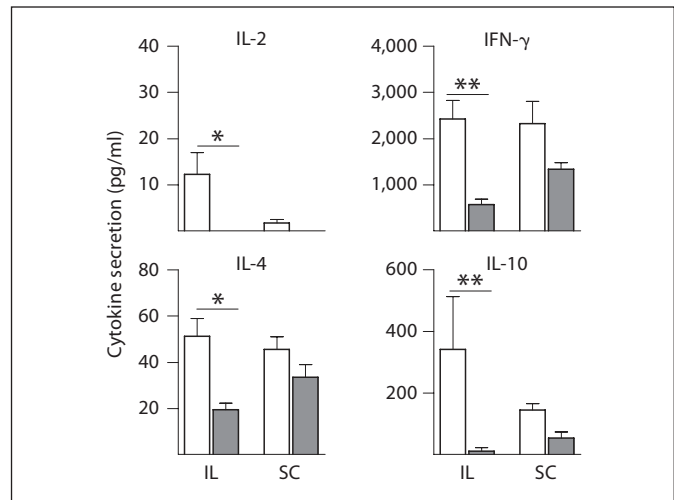 Cytokine secretion (pg/ml)
IL-2
40
30
20
10
*
IFN-γ
4,000
3,000
2,000
1,000
**
IL-4
80
60
40
20
*
IL SC
IL-10
600
400
200
**
IL SC